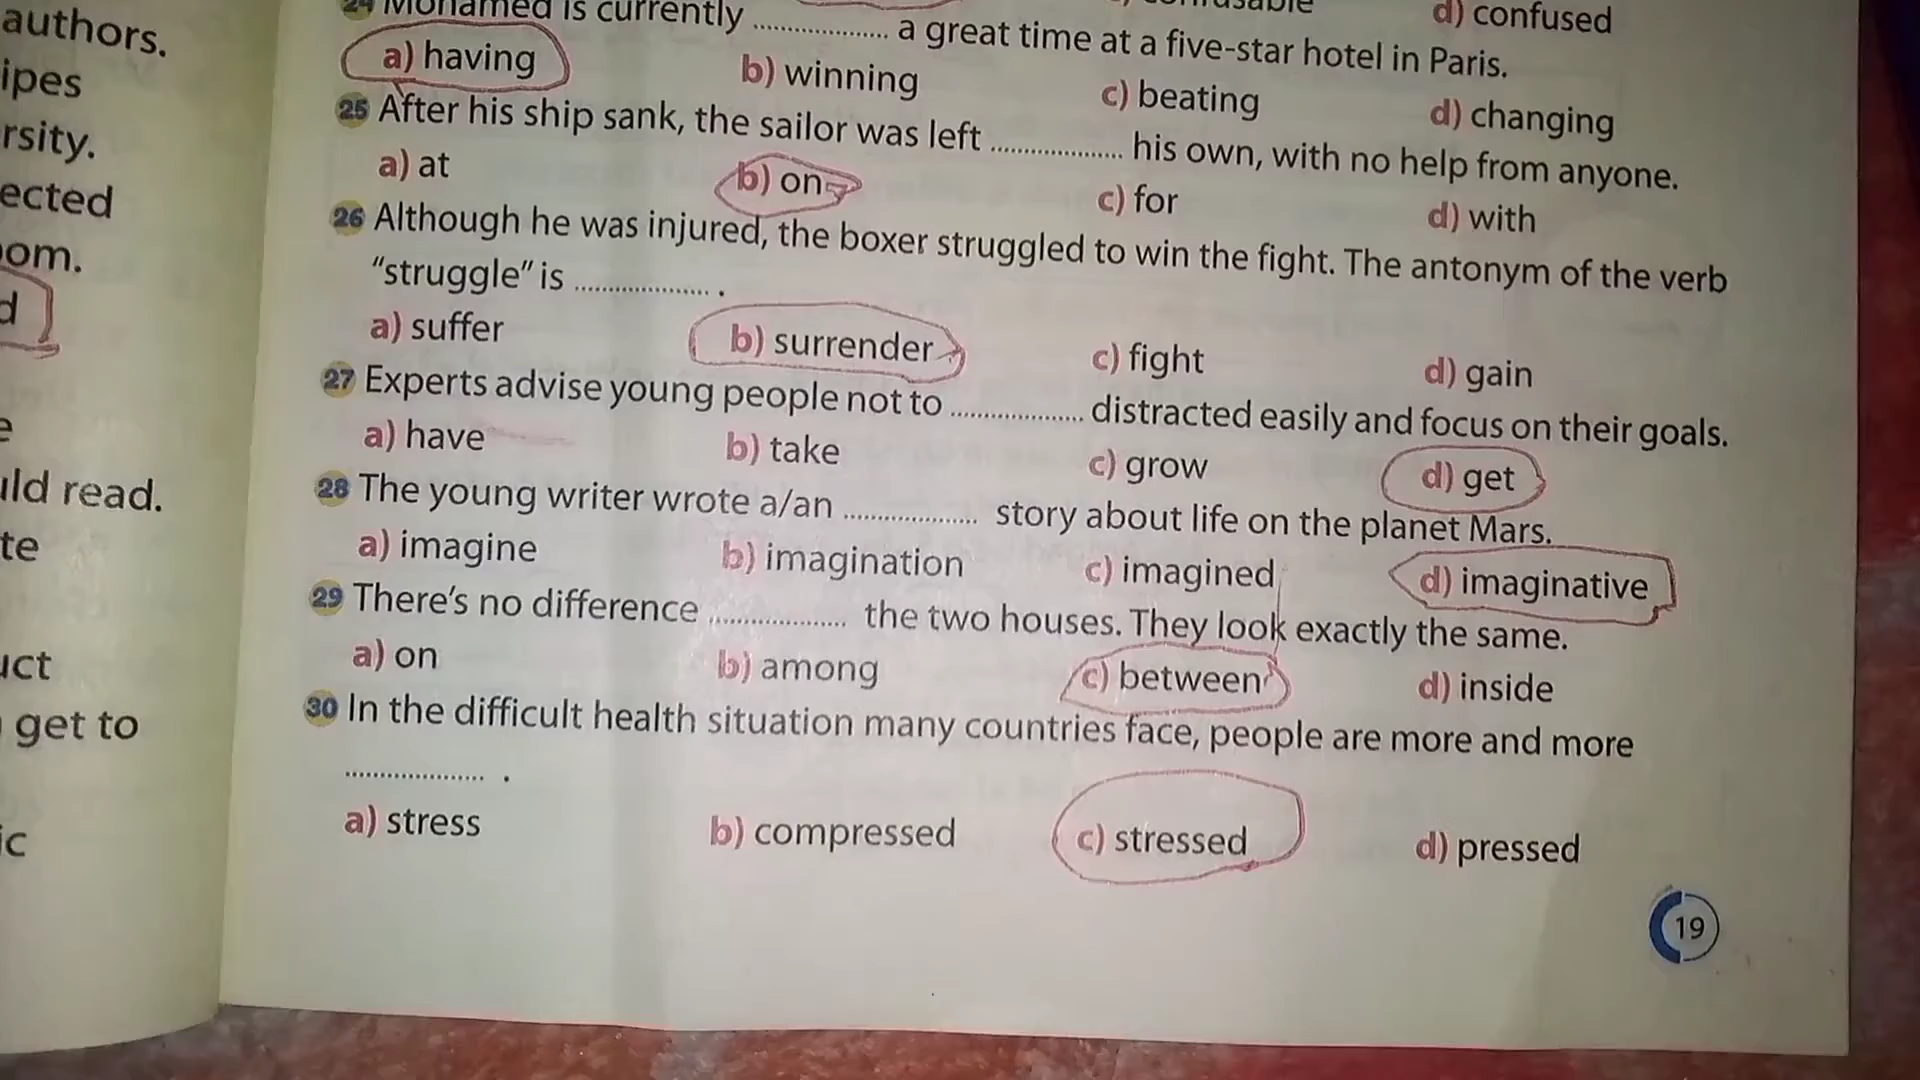 authors.
ipes
rsity.
ected
om.
d
e
uld read.
te
uct
get to
ic
d) confused
24 Mohamed is currently .................... a great time at a five-star hotel in Paris.
a) having b) winning c) beating d) changing
25 After his ship sank, the sailor was left .................... his own, with no help from anyone.
a) at b) on c) for d) with
26 Although he was injured, the boxer struggled to win the fight. The antonym of the verb
"struggle" is .................... .
a) suffer b) surrender c) fight d) gain
27 Experts advise young people not to .................... distracted easily and focus on their goals.
a) have b) take c) grow d) get
28 The young writer wrote a/an .................... story about life on the planet Mars.
a) imagine b) imagination c) imagined d) imaginative
29 There's no difference .................... the two houses. They look exactly the same.
a) on b) among c) between d) inside
30 In the difficult health situation many countries face, people are more and more
.................... .
a) stress b) compressed c) stressed d) pressed
19